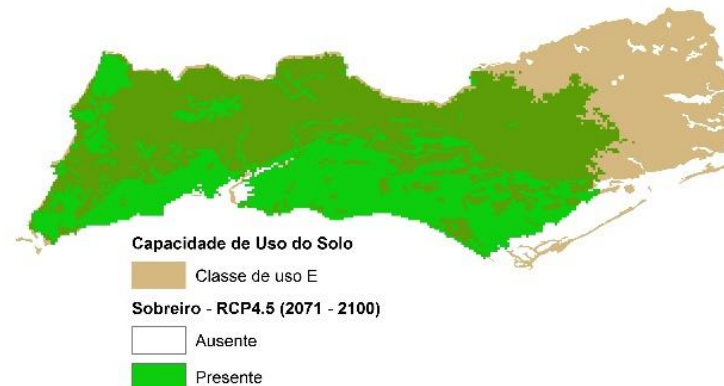 Capacidade de Uso do Solo
Classe de uso E
Sobreiro - RCP4.5 (2071 - 2100)
Ausente
Presente